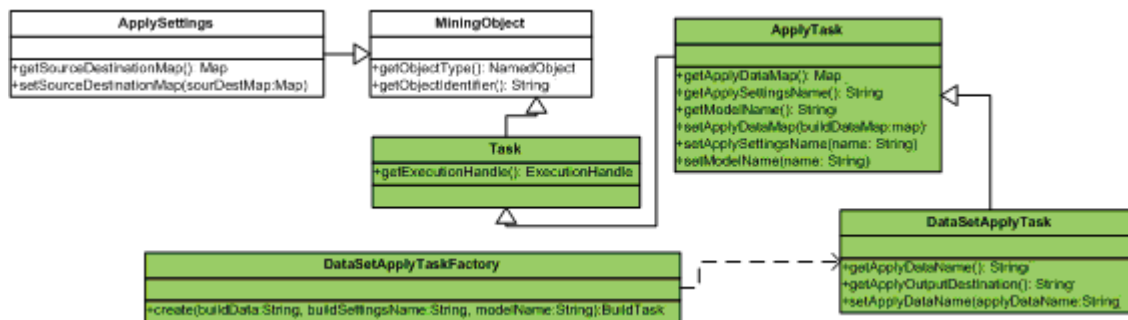 ApplySettings
+getSourceDestinationMap(): Map
+setSourceDestinationMap(sourDestMap:Map)
MiningObject
+getObjectType(): NamedObject
+getObjectIdentifier(): String
ApplyTask
+getApplyDataMap(): Map
+getApplySettingsName(): String
+getModelName(): String
+setApplyDataMap(buildDataMap:map)
+setApplySettingsName(name: String)
+setModelName(name: String)
Task
+getExecutionHandle(): ExecutionHandle
DataSetApplyTask
+getApplyDataName(): String
+getApplyOutputDestination(): String
+setApplyDataName(applyDataName:String)
DataSetApplyTaskFactory
+create(buildData:String, buildSettingsName:String, modelName:String):BuildTask